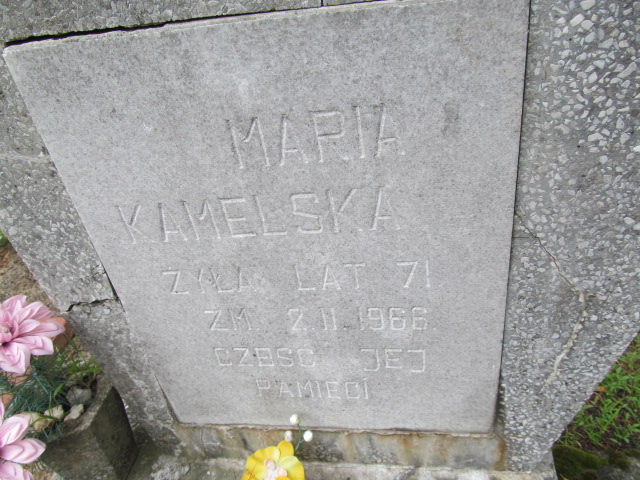 MARIA
KAMELSKA
ŻYŁA LAT 71
ZM. 2.II.1966
CZEŚĆ JEJ
PAMIĘCI